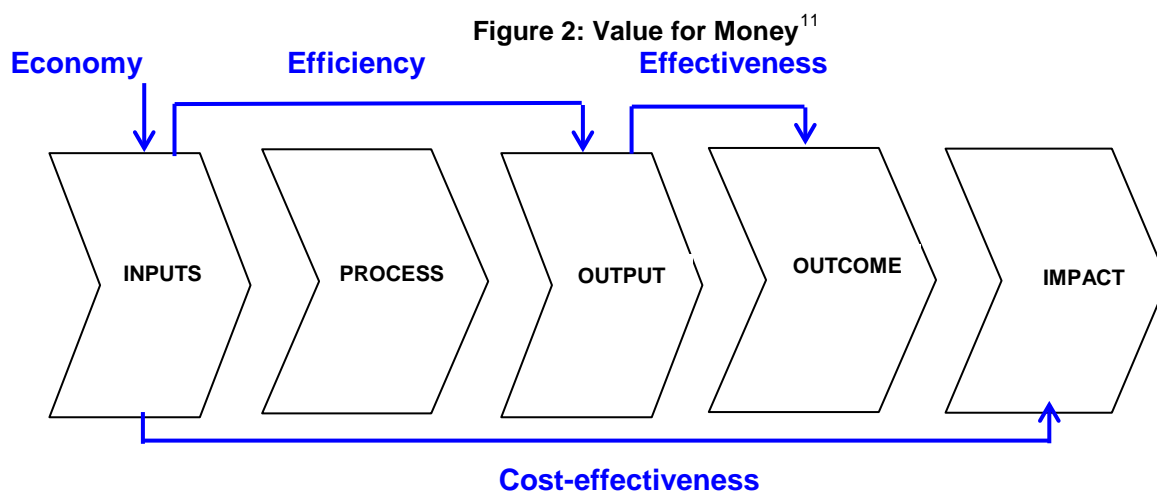 Figure 2: Value for Money11
Economy Efficiency Effectiveness
INPUTS PROCESS OUTPUT OUTCOME IMPACT
Cost-effectiveness